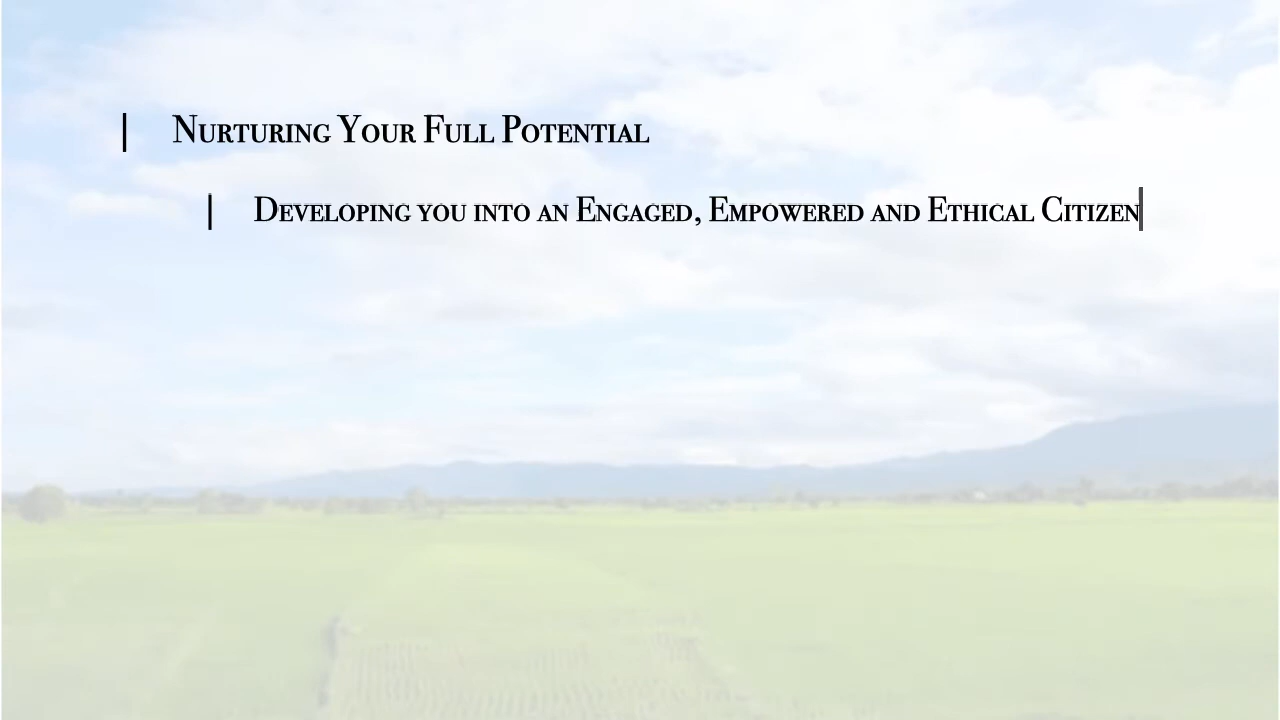 Nurturing Your Full Potential
Developing you into an Engaged, Empowered and Ethical Citizen